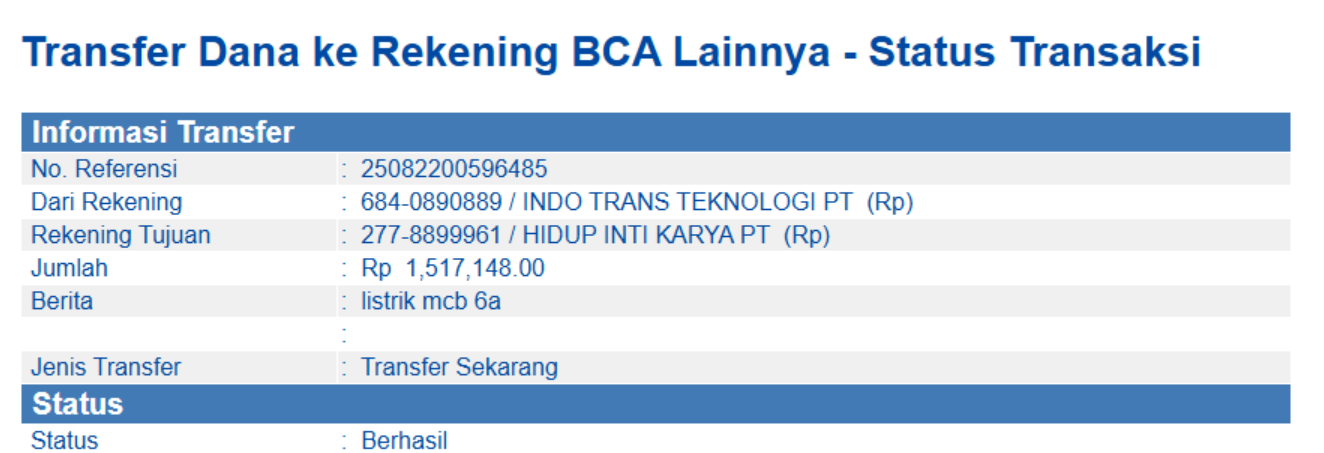 Transfer Dana ke Rekening BCA Lainnya - Status Transaksi
Informasi Transfer
No. Referensi : 25082200596485
Dari Rekening : 684-0890889 / INDO TRANS TEKNOLOGI PT (Rp)
Rekening Tujuan : 277-8899961 / HIDUP INTI KARYA PT (Rp)
Jumlah : Rp 1,517,148.00
Berita : listrik mcb 6a
:
Jenis Transfer : Transfer Sekarang
Status
Status : Berhasil